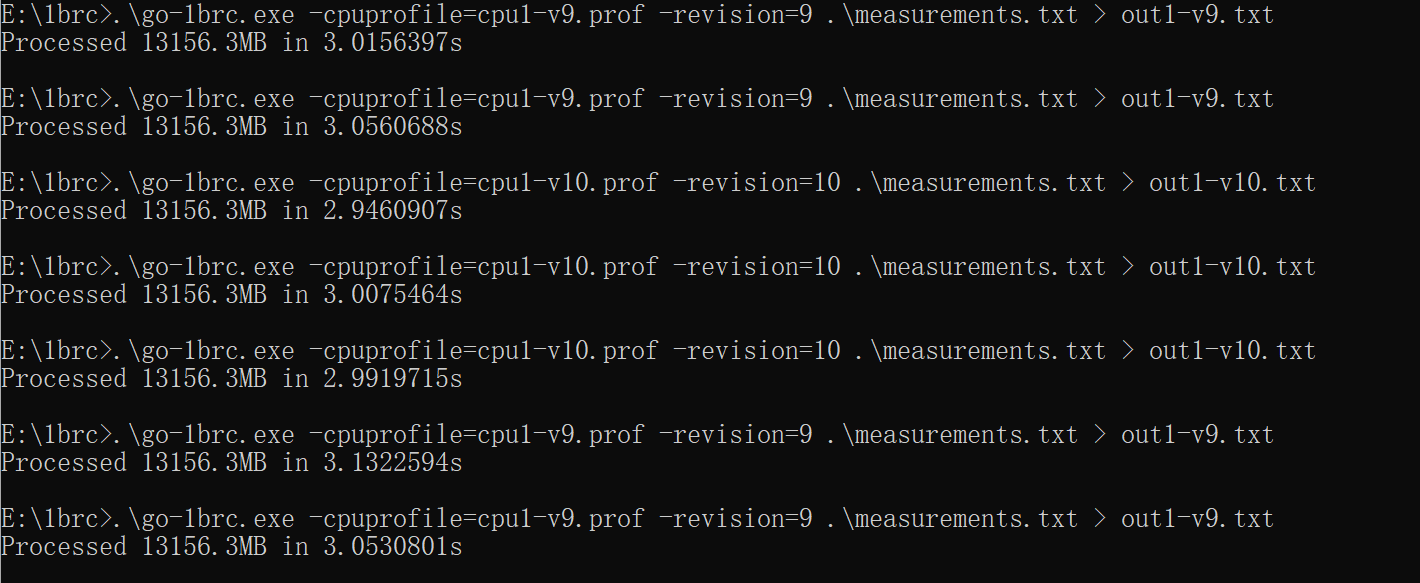 E:\1brc>.\go-1brc.exe -cpuprofile=cpu1-v9.prof -revision=9 .\measurements.txt > out1-v9.txt
Processed 13156.3MB in 3.0156397s
E:\1brc>.\go-1brc.exe -cpuprofile=cpu1-v9.prof -revision=9 .\measurements.txt > out1-v9.txt
Processed 13156.3MB in 3.0560688s
E:\1brc>.\go-1brc.exe -cpuprofile=cpu1-v10.prof -revision=10 .\measurements.txt > out1-v10.txt
Processed 13156.3MB in 2.9460907s
E:\1brc>.\go-1brc.exe -cpuprofile=cpu1-v10.prof -revision=10 .\measurements.txt > out1-v10.txt
Processed 13156.3MB in 3.0075464s
E:\1brc>.\go-1brc.exe -cpuprofile=cpu1-v10.prof -revision=10 .\measurements.txt > out1-v10.txt
Processed 13156.3MB in 2.9919715s
E:\1brc>.\go-1brc.exe -cpuprofile=cpu1-v9.prof -revision=9 .\measurements.txt > out1-v9.txt
Processed 13156.3MB in 3.1322594s
E:\1brc>.\go-1brc.exe -cpuprofile=cpu1-v9.prof -revision=9 .\measurements.txt > out1-v9.txt
Processed 13156.3MB in 3.0530801s